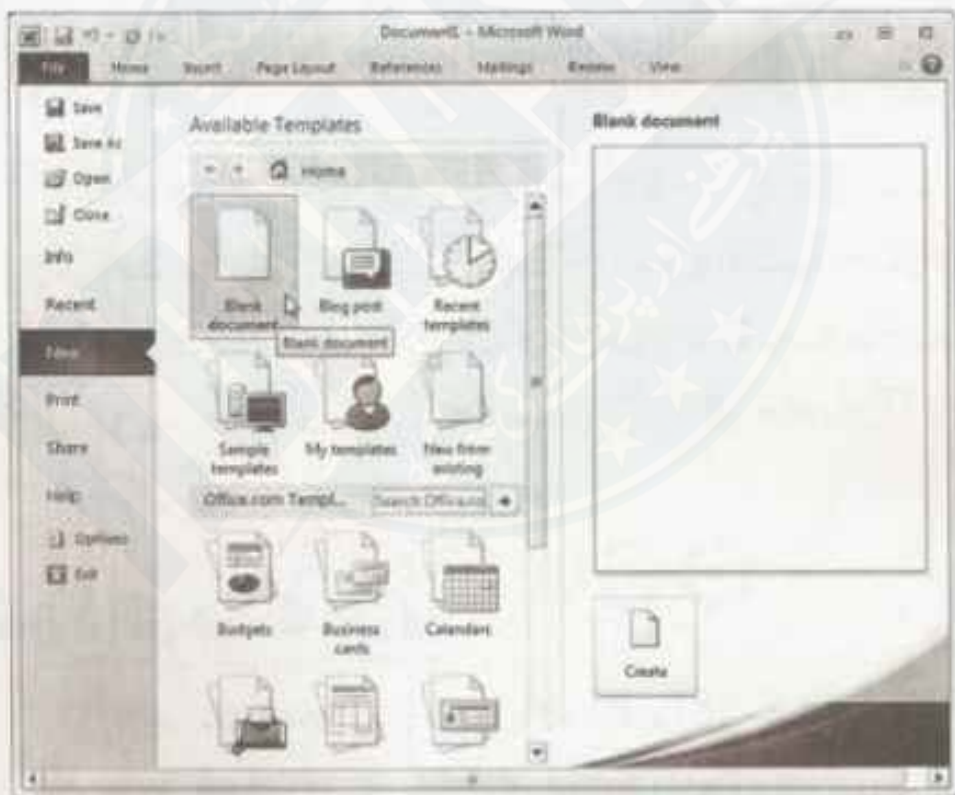 Document1 - Microsoft Word
File Home Insert Page Layout References Mailings Review View
Save
Save As
Open
Close
Info
Recent
New
Print
Share
Help
Options
Exit
Available Templates
Home
Blank document
Blog post
Recent templates
Blank document
Sample templates
My templates
New from existing
Office.com Templ... Search Office.co
Budgets
Business cards
Calendars
Blank document
Create